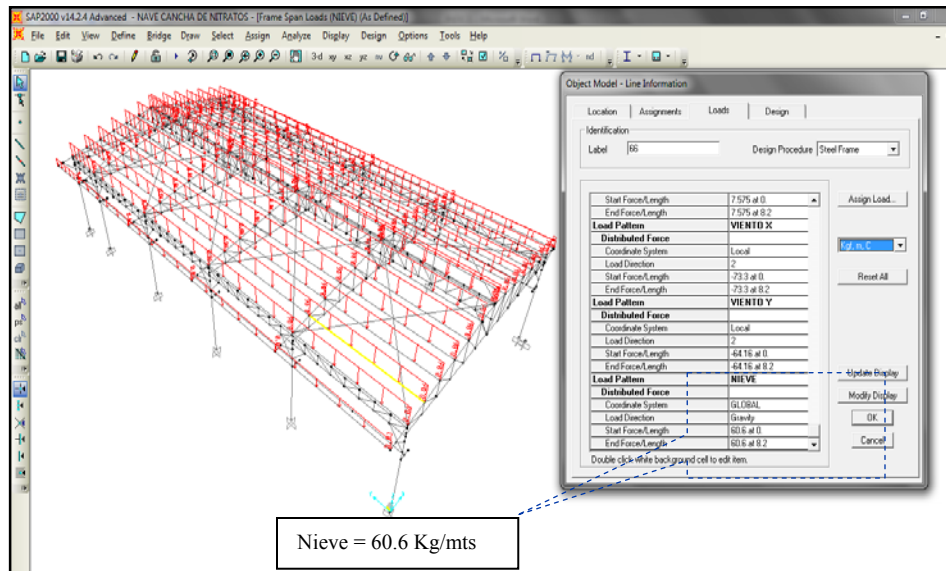 SAP2000 v14.2.4 Advanced - NAVE CANCHA DE NITRATOS - [Frame Span Loads (NIEVE) (As Defined)]
File Edit View Define Bridge Draw Select Assign Analyze Display Design Options Tools Help
3-d xy xz yz nv
nd
Object Model - Line Information
Location Assignments Loads Design
Identification
Label 66 Design Procedure Steel Frame
Start Force/Length 7.575 at 0. Assign Load...
End Force/Length 7.575 at 8.2
Load Pattern VIENTO X
Distributed Force Kgf, m, C
Coordinate System Local
Load Direction 2
Start Force/Length -73.3 at 0. Reset All
End Force/Length -73.3 at 8.2
Load Pattern VIENTO Y
Distributed Force
Coordinate System Local
Load Direction 2
Start Force/Length -64.16 at 0.
End Force/Length -64.16 at 8.2 Update Display
Load Pattern NIEVE
Distributed Force Modify Display
Coordinate System GLOBAL
Load Direction Gravity OK
Start Force/Length 60.6 at 0.
End Force/Length 60.6 at 8.2 Cancel
Double click white background cell to edit item.
Nieve = 60.6 Kg/mts